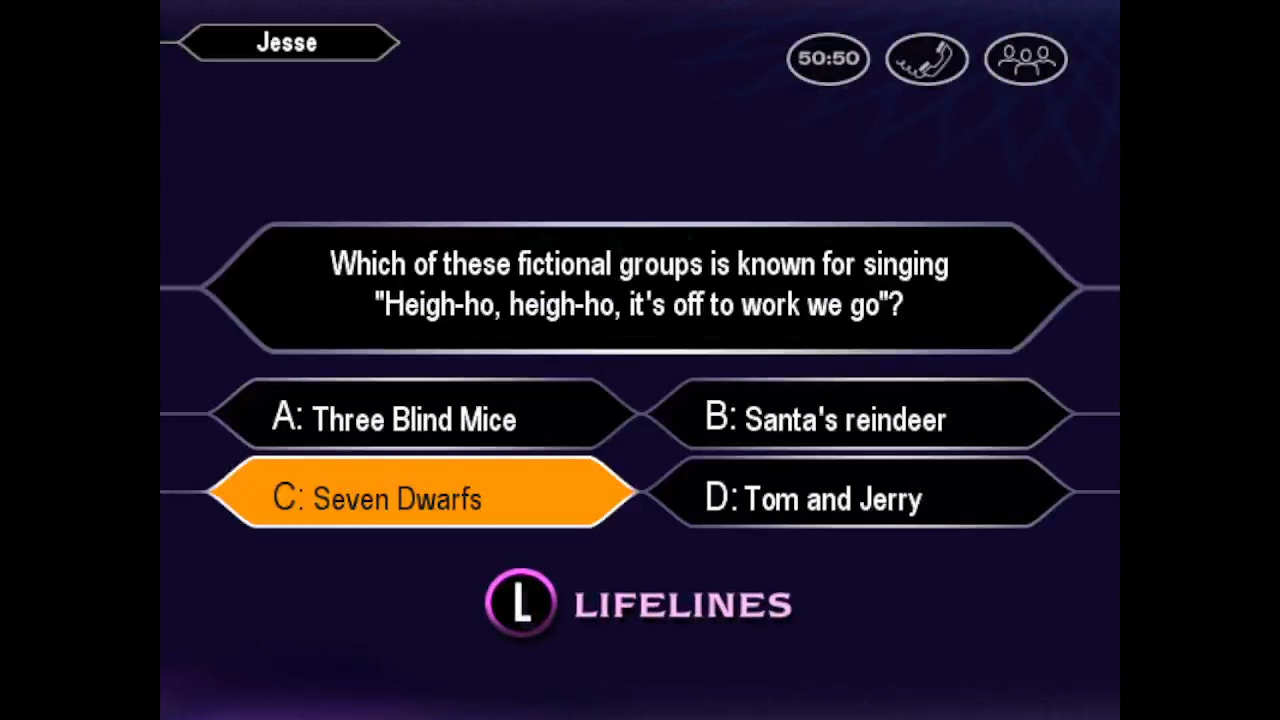 Jesse
50:50
Which of these fictional groups is known for singing
"Heigh-ho, heigh-ho, it's off to work we go"?
A: Three Blind Mice
B: Santa's reindeer
C: Seven Dwarfs
D: Tom and Jerry
L LIFELINES